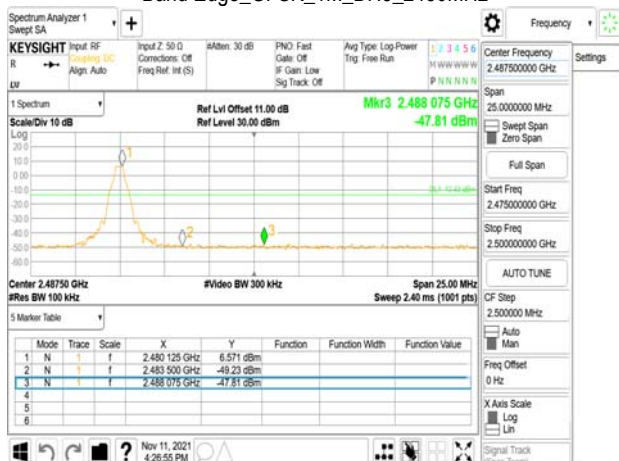 Spectrum Analyzer 1
Swept SA
+
Frequency
KEYSIGHT
Input: RF
Coupling: DC
Align: Auto
R
LV
Input Z: 50 Ω
Corrections: Off
Freq Ref: Int (S)
#Atten: 30 dB
PNO: Fast
Gate: Off
IF Gain: Low
Sig Track: Off
Avg Type: Log-Power
Trig: Free Run
1 2 3 4 5 6
M W W W W W
P N N N N N
1 Spectrum
Scale/Div 10 dB
Log
Ref Lvl Offset 11.00 dB
Ref Level 30.00 dBm
Mkr3 2.488 075 GHz
-47.81 dBm
20.0
10.0
0.00
-10.0
-20.0
-30.0
-40.0
-50.0
-60.0
1
2
3
Center 2.48750 GHz
#Res BW 100 kHz
#Video BW 300 kHz
Span 25.00 MHz
Sweep 2.40 ms (1001 pts)
5 Marker Table
Mode Trace Scale X Y Function Function Width Function Value
1 N 1 f 2.480 125 GHz 6.571 dBm
2 N 1 f 2.483 500 GHz -49.23 dBm
3 N 1 f 2.488 075 GHz -47.81 dBm
4
5
6
?
Nov 11, 2021
4:26:55 PM
Center Frequency
2.487500000 GHz
Settings
Span
25.0000000 MHz
Swept Span
Zero Span
Full Span
Start Freq
2.475000000 GHz
Stop Freq
2.500000000 GHz
AUTO TUNE
CF Step
2.500000 MHz
Auto
Man
Freq Offset
0 Hz
X Axis Scale
Log
Lin
Signal Track